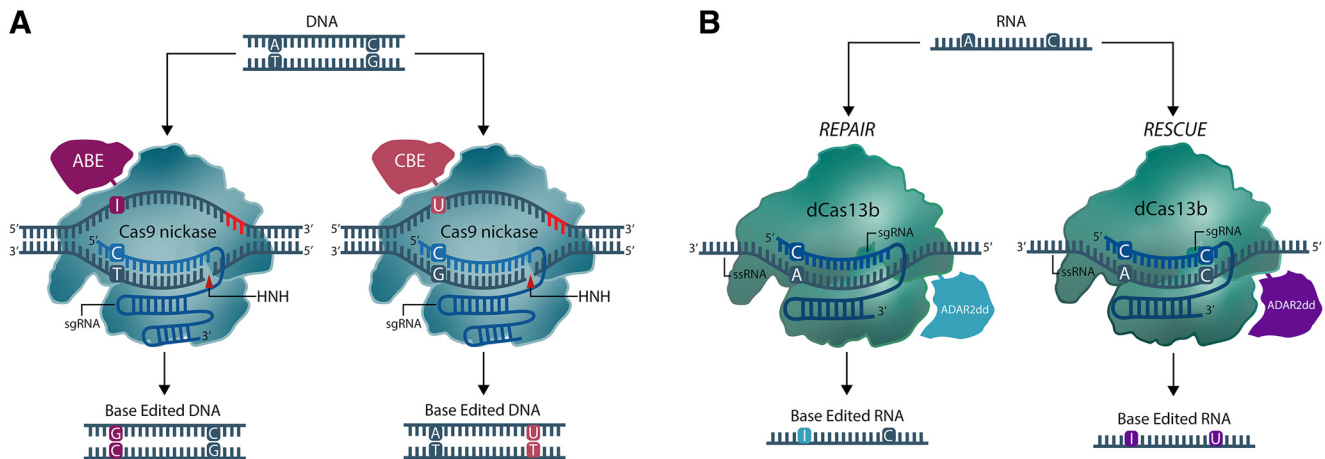 A
DNA
A C
T G
ABE
I
Cas9 nickase
5′ 3′
3′ 5′
5′
C
T
HNH
sgRNA
3′
Base Edited DNA
G C
C G
CBE
U
Cas9 nickase
5′ 3′
3′ 5′
5′
C
G
HNH
sgRNA
3′
Base Edited DNA
A U
T T
B
RNA
A C
REPAIR
dCas13b
sgRNA
5′
3′ 5′
C
A
ssRNA
ADAR2dd
3′
Base Edited RNA
I C
RESCUE
dCas13b
sgRNA
5′
3′ 5′
C C
A C
ssRNA
ADAR2dd
3′
Base Edited RNA
I U